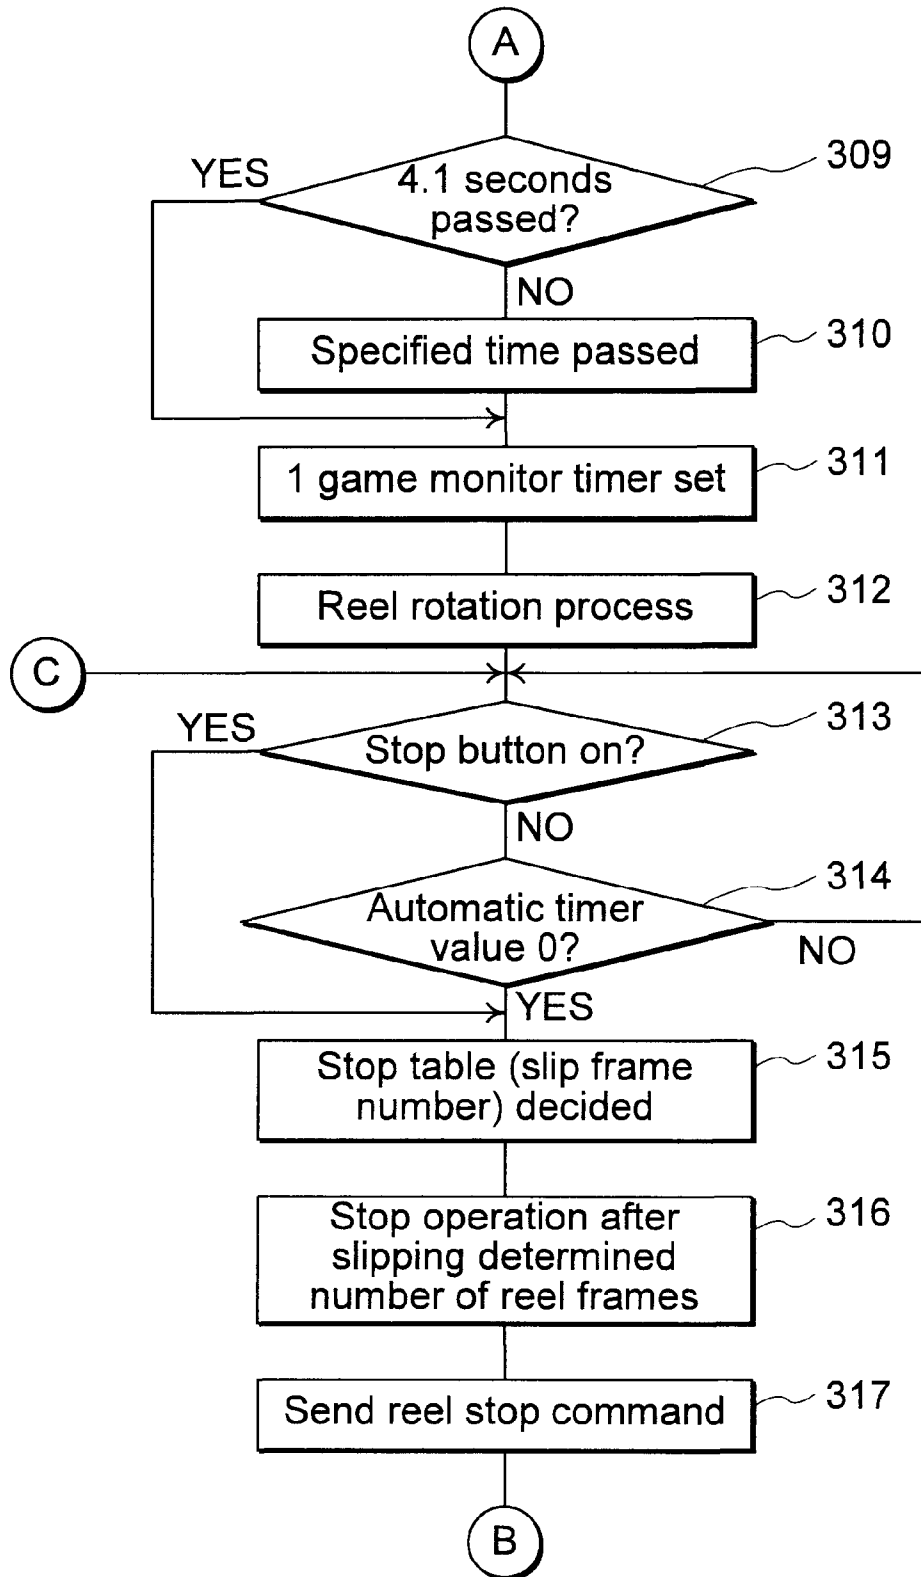 A
309
YES
4.1 seconds
passed?
NO
310
Specified time passed
311
1 game monitor timer set
312
Reel rotation process
C
313
YES
Stop button on?
NO
314
Automatic timer
value 0?
NO
YES
315
Stop table (slip frame
number) decided
316
Stop operation after
slipping determined
number of reel frames
317
Send reel stop command
B